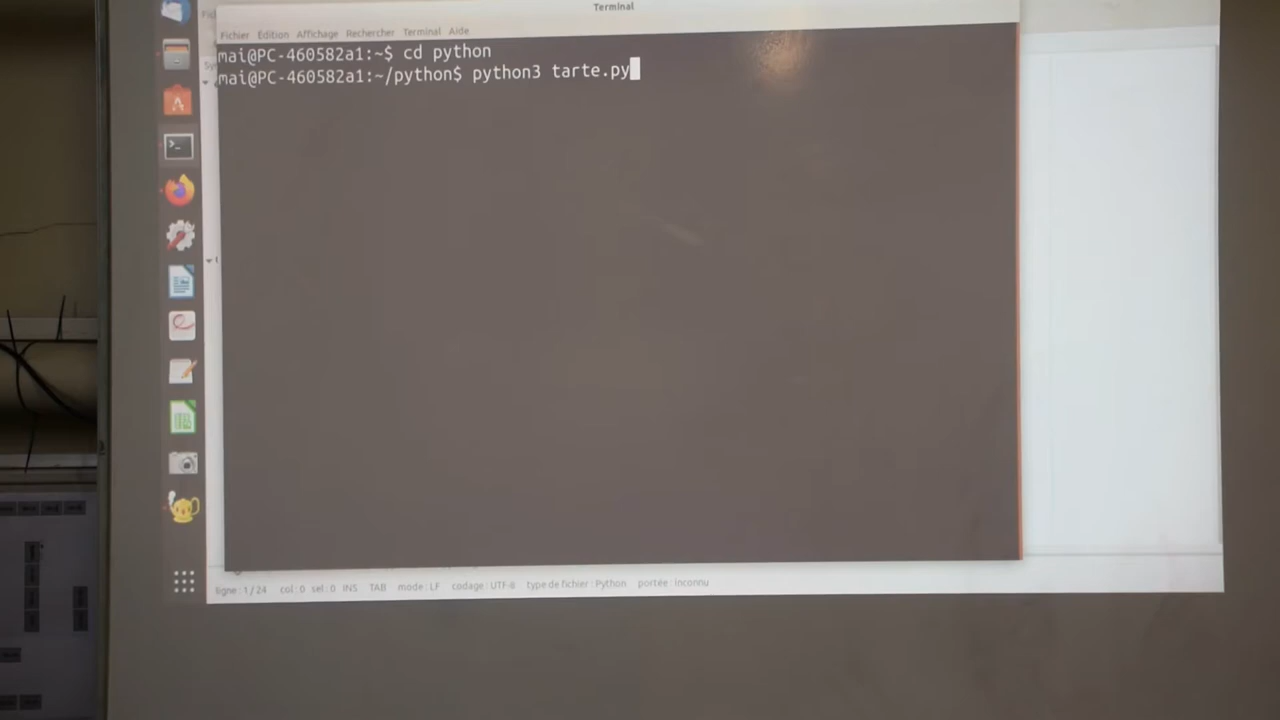 Terminal
Fichier Édition Affichage Rechercher Terminal Aide
mai@PC-460582a1:~$ cd python
mai@PC-460582a1:~/python$ python3 tarte.py
ligne : 1 / 24 col : 0 sel : 0 INS TAB mode : LF codage : UTF-8 type de fichier : Python portée : inconnu